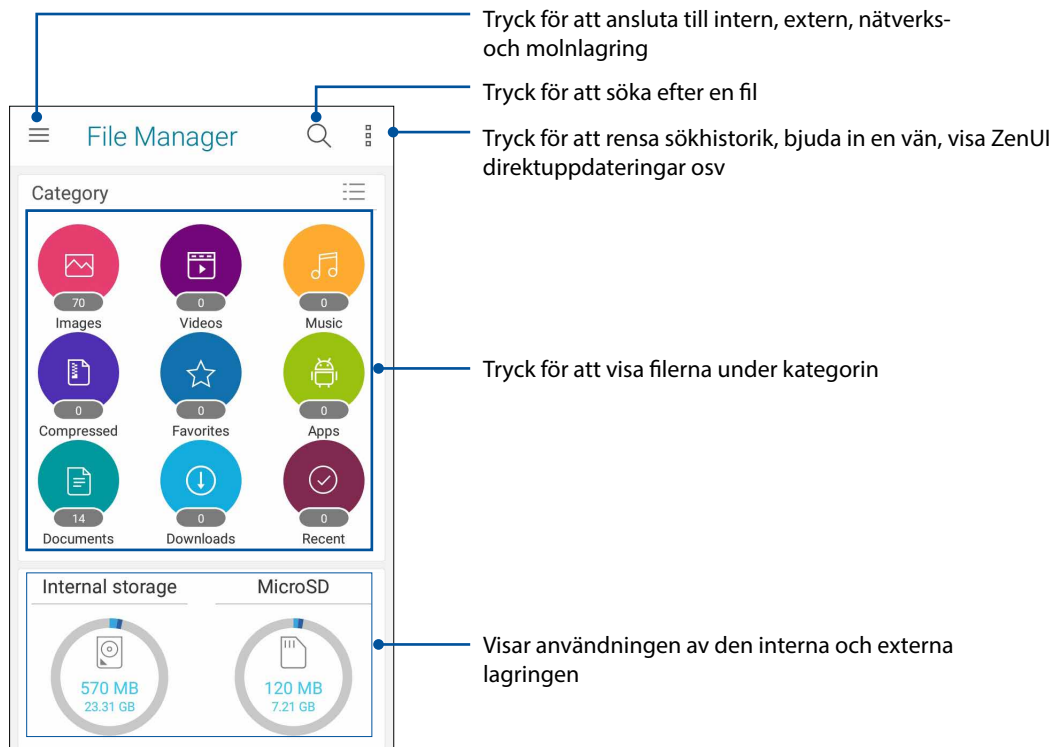 Tryck för att ansluta till intern, extern, nätverks-
och molnlagring
Tryck för att söka efter en fil
File Manager
Tryck för att rensa sökhistorik, bjuda in en vän, visa ZenUI
direktuppdateringar osv
Category
70
0
0
Images
Videos
Music
Tryck för att visa filerna under kategorin
0
0
0
Compressed
Favorites
Apps
14
0
0
Documents
Downloads
Recent
Internal storage
MicroSD
Visar användningen av den interna och externa
lagringen
570 MB
23.31 GB
120 MB
7.21 GB